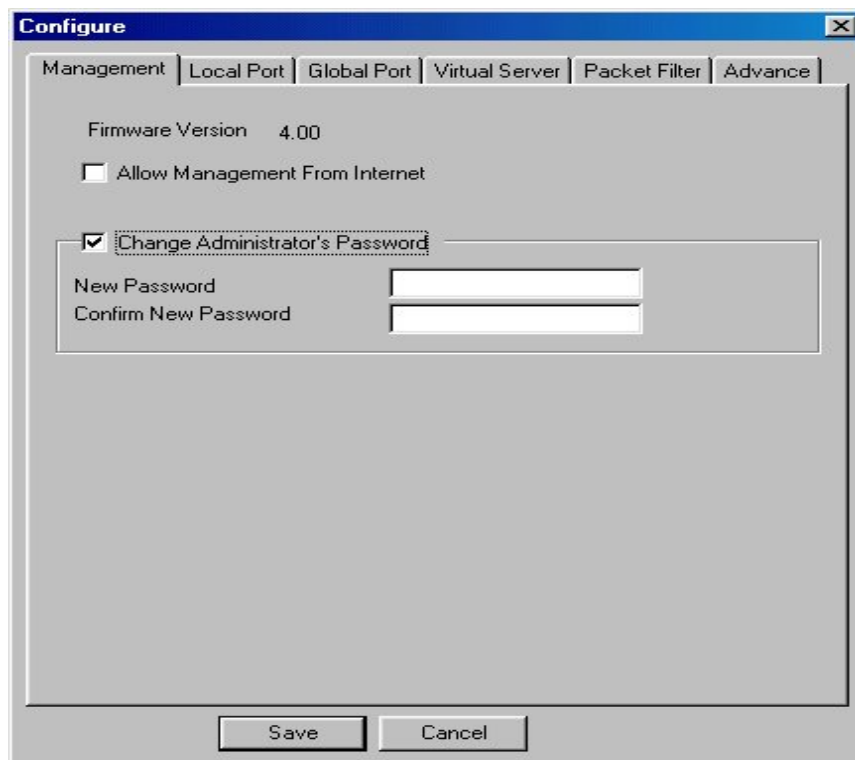 Configure
Management Local Port Global Port Virtual Server Packet Filter Advance
Firmware Version 4.00
Allow Management From Internet
Change Administrator's Password
New Password
Confirm New Password
Save Cancel